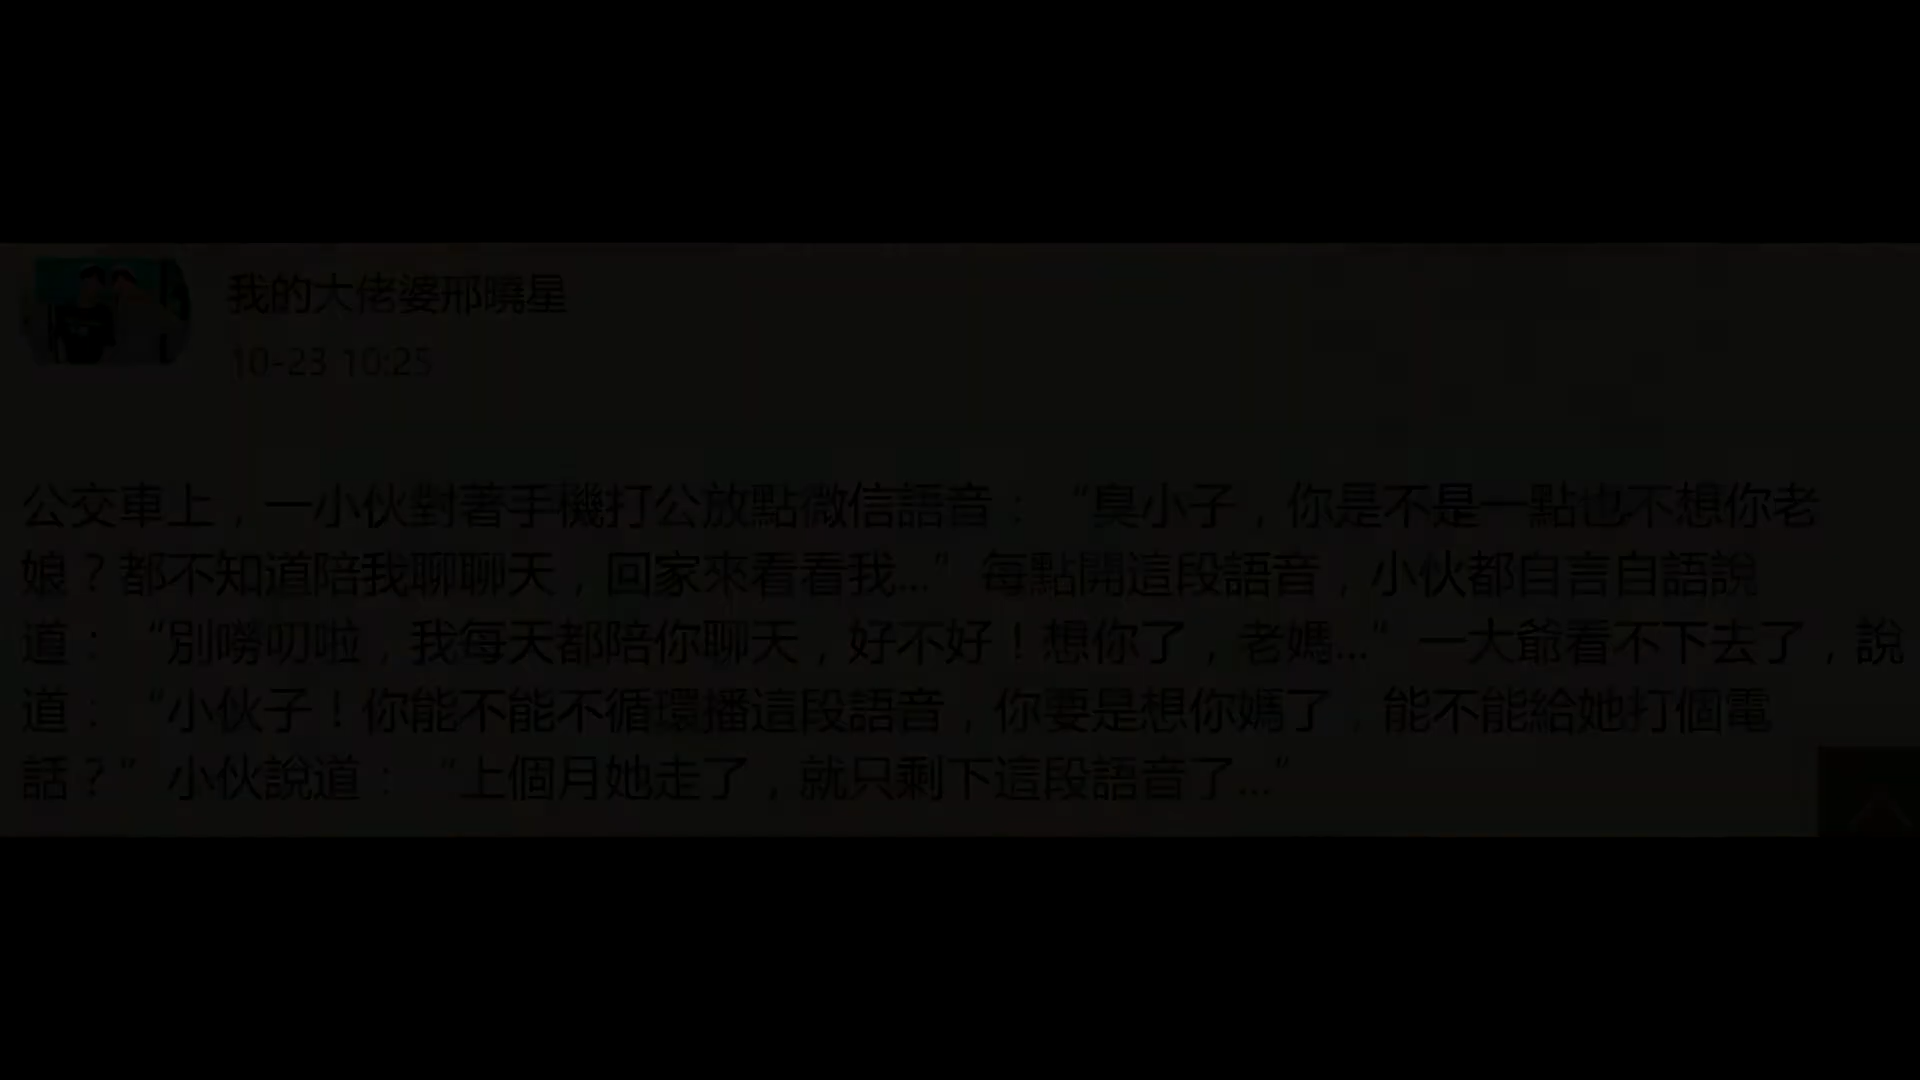 我的大佬婆邢曉星
10-23 10:25
公交車上，一小伙對著手機打公放點微信語音：“臭小子，你是不是一點也不想你老
娘？都不知道陪我聊聊天，回家來看看我...”每點開這段語音，小伙都自言自語說
道：“別嘮叨啦，我每天都陪你聊天，好不好！想你了，老媽...”一大爺看不下去了，說
道：“小伙子！你能不能不循環播這段語音，你要是想你媽了，能不能給她打個電
話？”小伙說道：“上個月她走了，就只剩下這段語音了...“